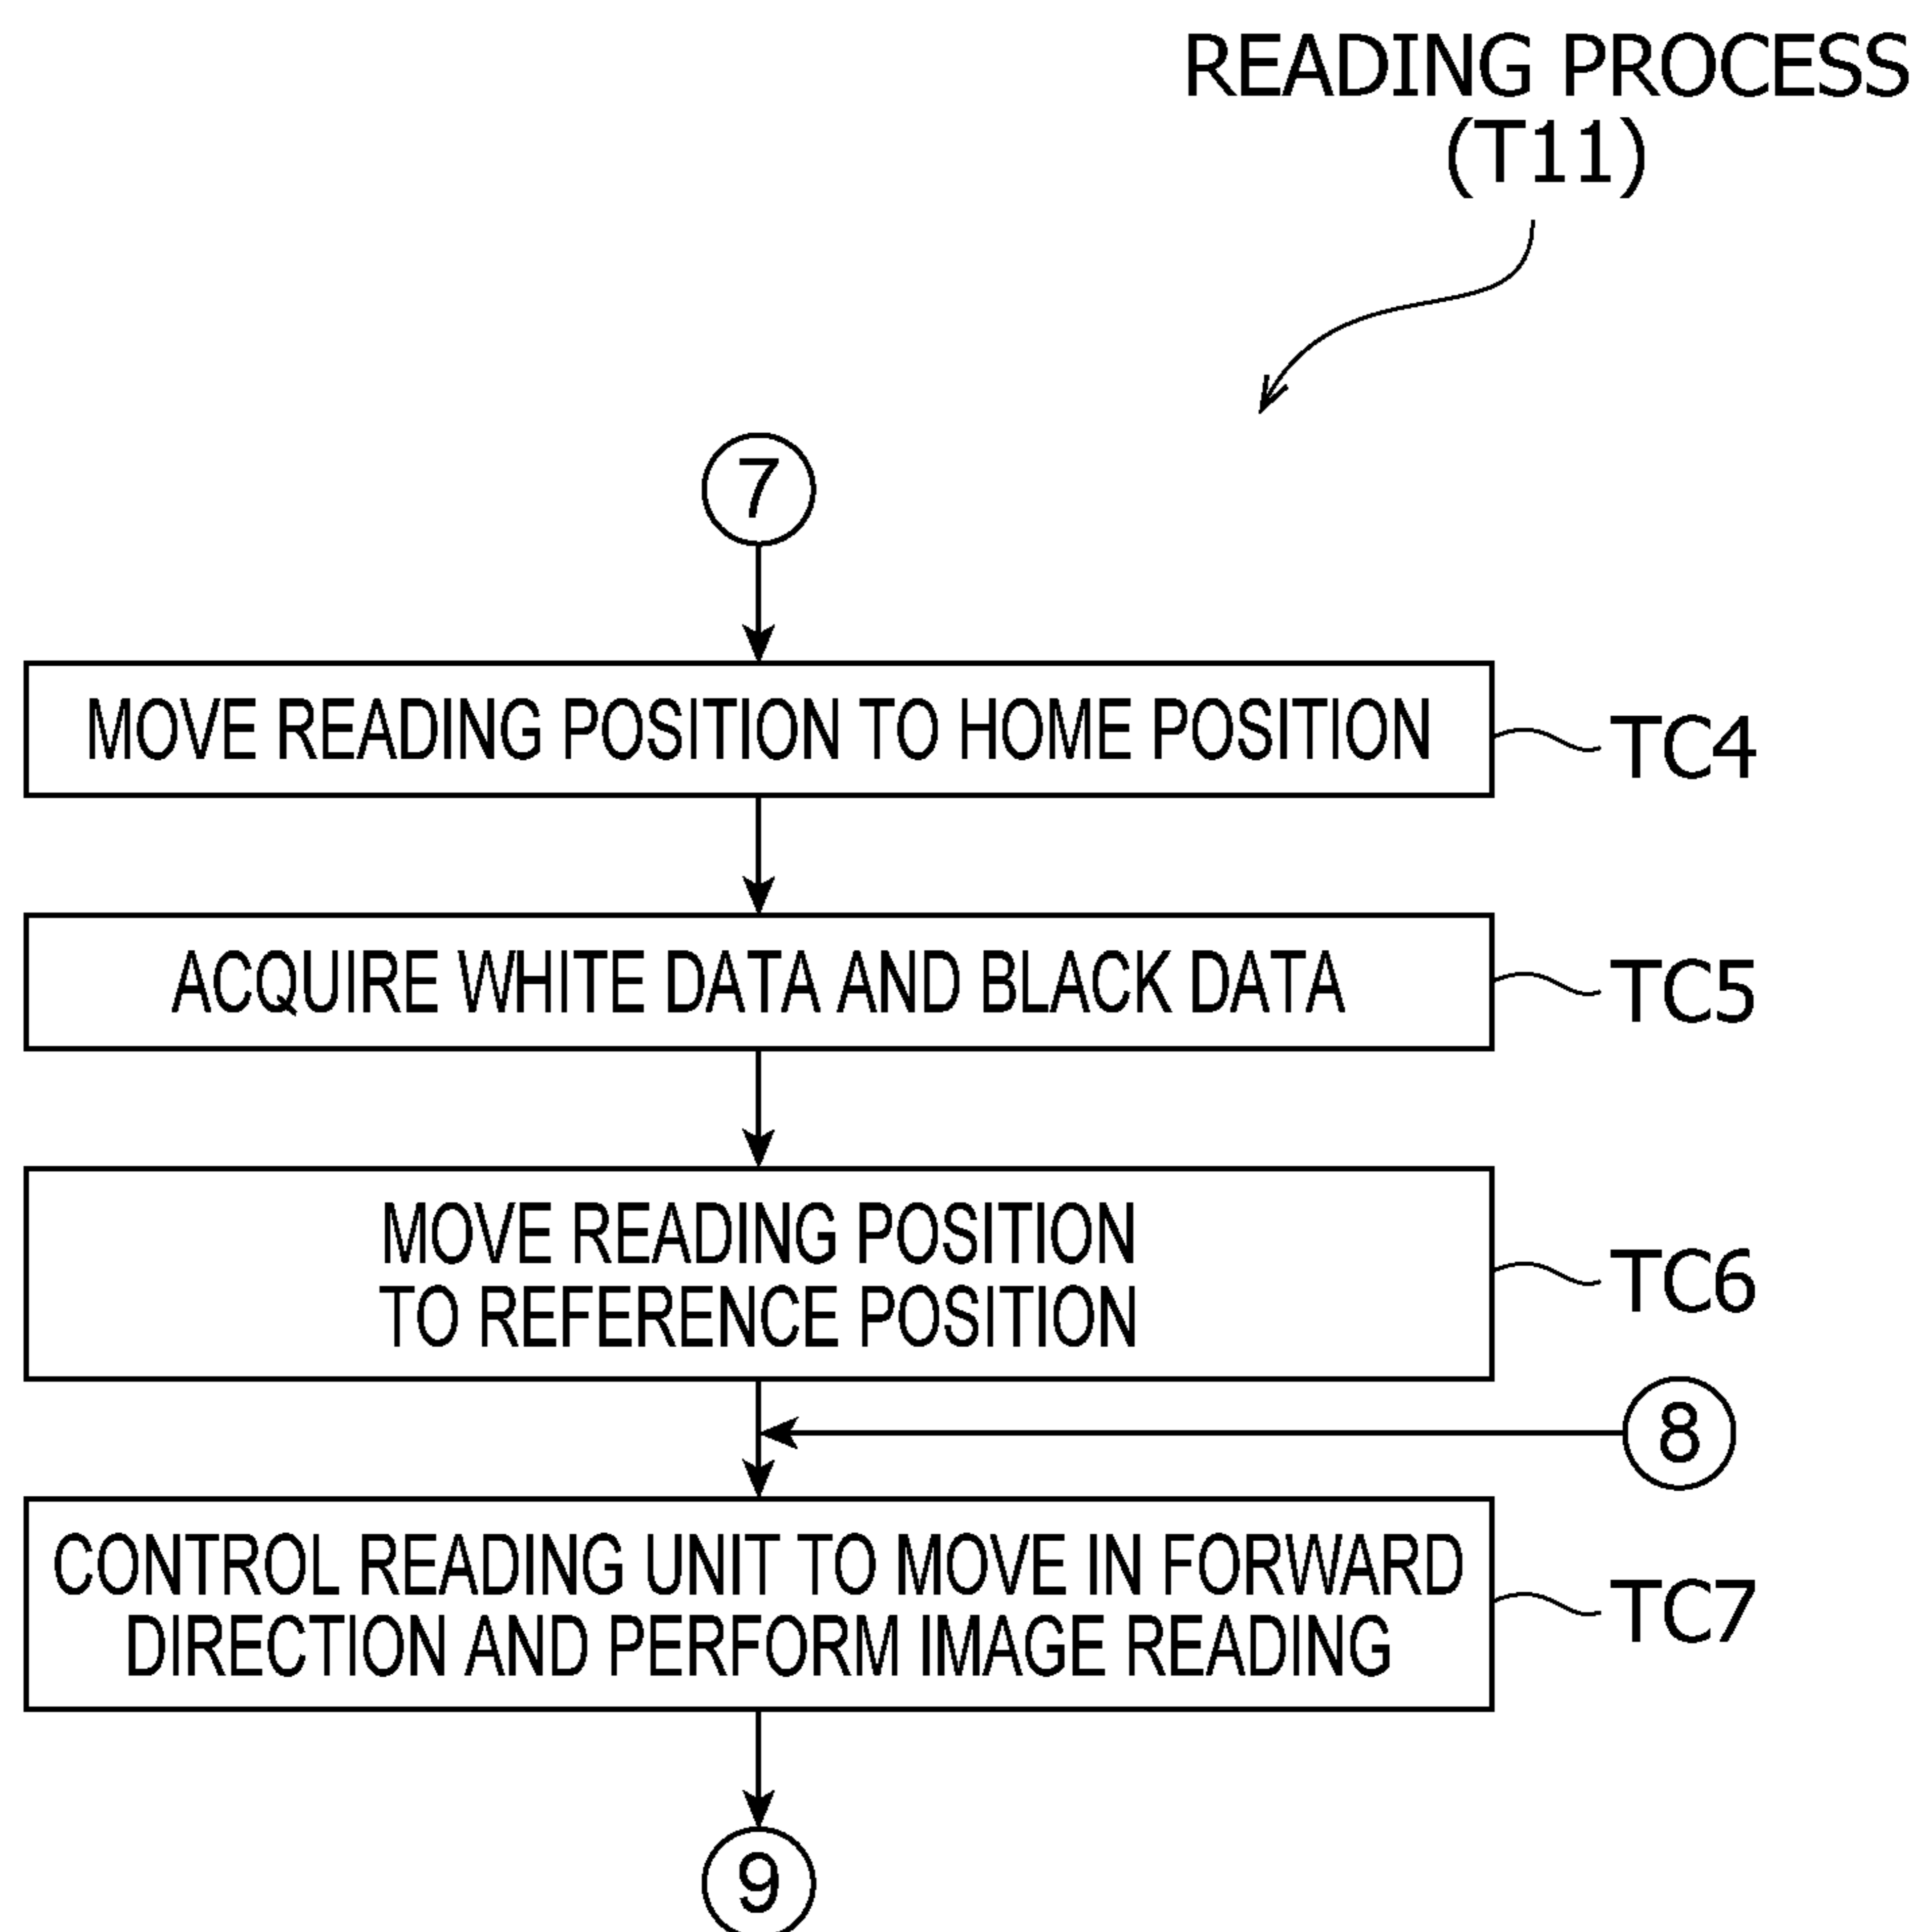 READING PROCESS
(T11)
7
MOVE READING POSITION TO HOME POSITION
TC4
ACQUIRE WHITE DATA AND BLACK DATA
TC5
MOVE READING POSITION
TO REFERENCE POSITION
TC6
8
CONTROL READING UNIT TO MOVE IN FORWARD
DIRECTION AND PERFORM IMAGE READING
TC7
9